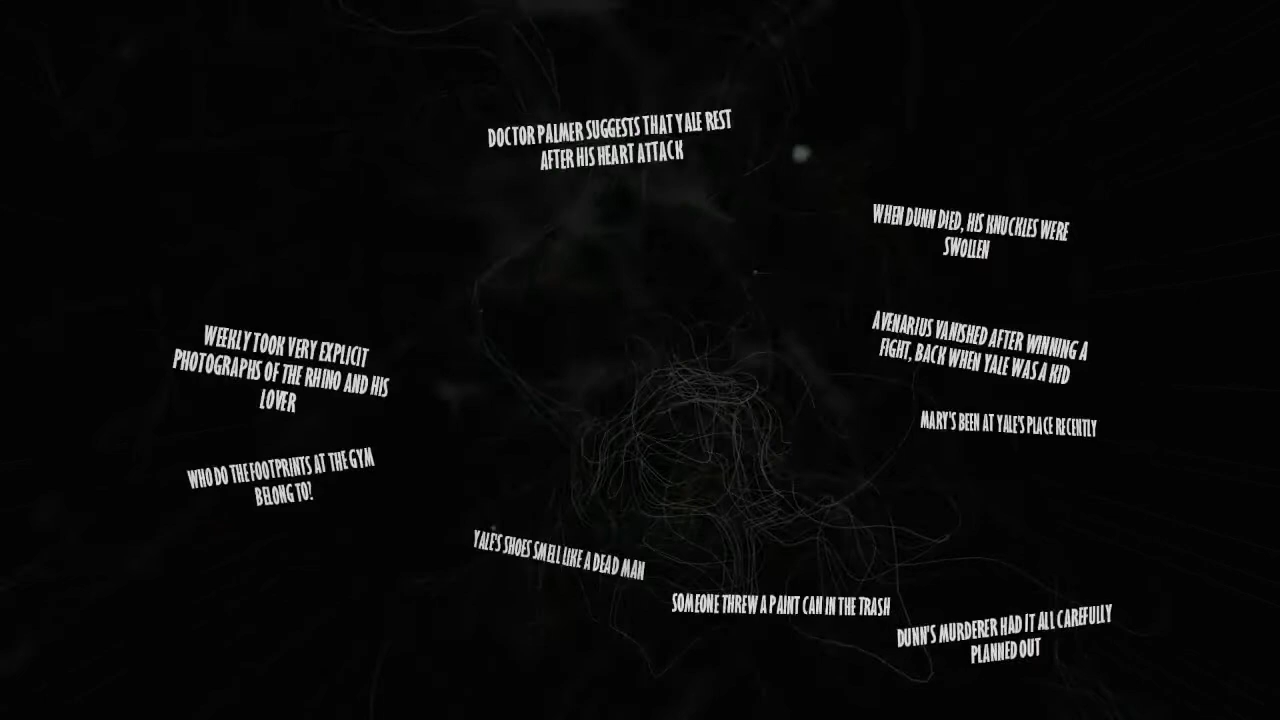 DOCTOR PALMER SUGGESTS THAT YALE REST
AFTER HIS HEART ATTACK
WHEN DUNN DIED, HIS KNUCKLES WERE
SWOLLEN
AVENARIUS VANISHED AFTER WINNING A
FIGHT, BACK WHEN YALE WAS A KID
WEEKLY TOOK VERY EXPLICIT
PHOTOGRAPHS OF THE RHINO AND HIS
LOVER
MARY'S BEEN AT YALE'S PLACE RECENTLY
WHO DO THE FOOTPRINTS AT THE GYM
BELONG TO?
YALE'S SHOES SMELL LIKE A DEAD MAN
SOMEONE THREW A PAINT CAN IN THE TRASH
DUNN'S MURDERER HAD IT ALL CAREFULLY
PLANNED OUT